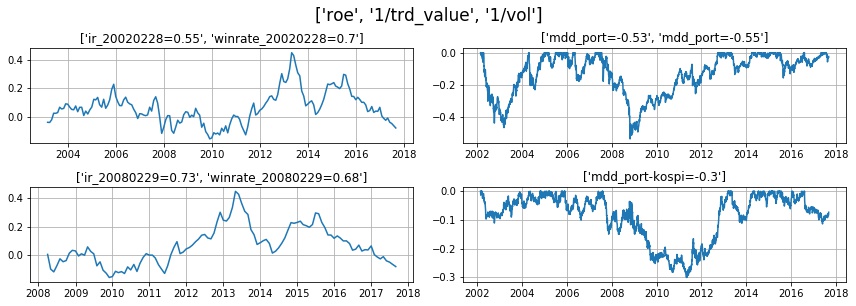 ['roe', '1/trd_value', '1/vol']
['ir_20020228=0.55', 'winrate_20020228=0.7']
0.4
0.2
0.0
2004 2006 2008 2010 2012 2014 2016 2018
['mdd_port=-0.53', 'mdd_port=-0.55']
0.0
−0.2
−0.4
2002 2004 2006 2008 2010 2012 2014 2016 2018
['ir_20080229=0.73', 'winrate_20080229=0.68']
0.4
0.2
0.0
2008 2009 2010 2011 2012 2013 2014 2015 2016 2017 2018
['mdd_port-kospi=-0.3']
0.0
−0.1
−0.2
−0.3
2002 2004 2006 2008 2010 2012 2014 2016 2018